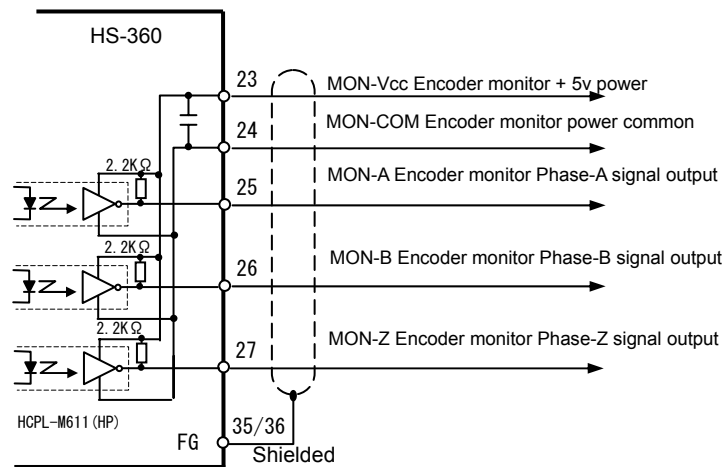 HS-360
23
MON-Vcc Encoder monitor + 5v power
24
MON-COM Encoder monitor power common
2.2KΩ
25
MON-A Encoder monitor Phase-A signal output
2.2KΩ
26
MON-B Encoder monitor Phase-B signal output
2.2KΩ
27
MON-Z Encoder monitor Phase-Z signal output
HCPL-M611(HP)
FG
35/36
Shielded